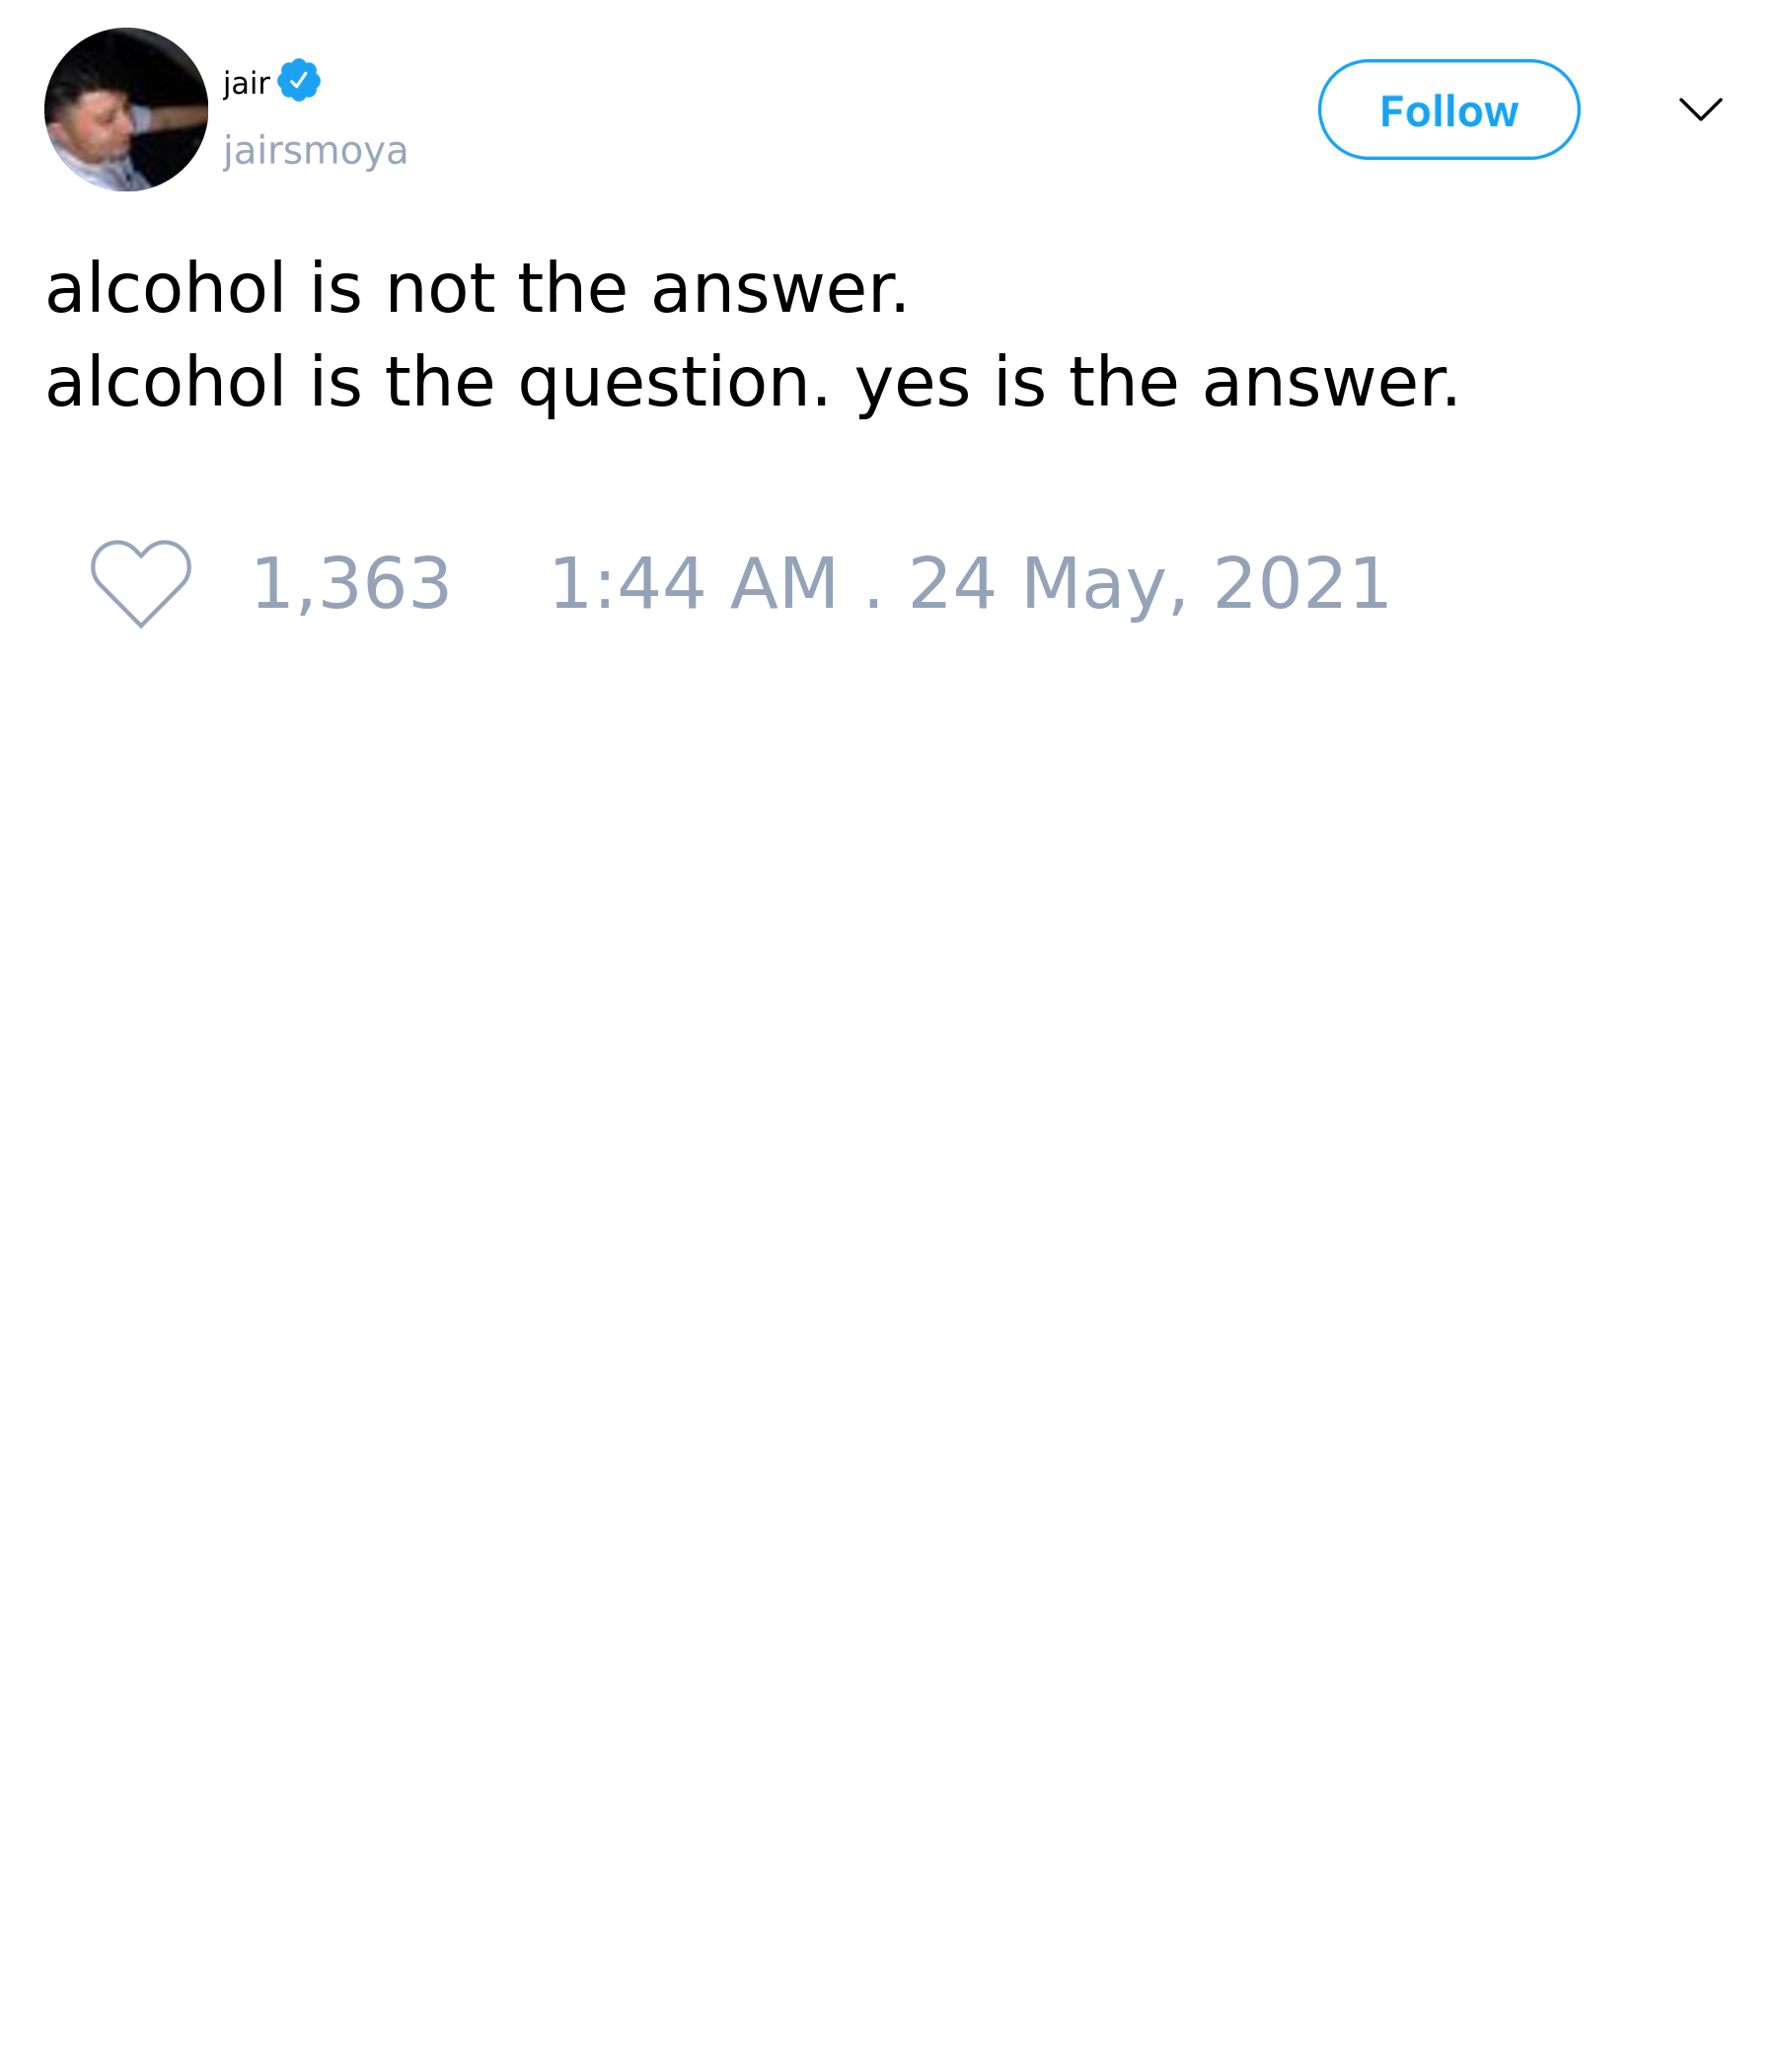 jair
jairsmoya
Follow
alcohol is not the answer.
alcohol is the question. yes is the answer.
1,363 1:44 AM . 24 May, 2021